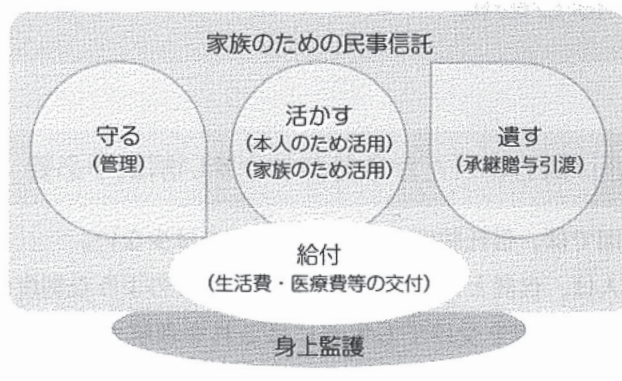 家族のための民事信託
守る
(管理)
活かす
(本人のため活用)
(家族のため活用)
遺す
(承継贈与引渡)
給付
(生活費・医療費等の交付)
身上監護